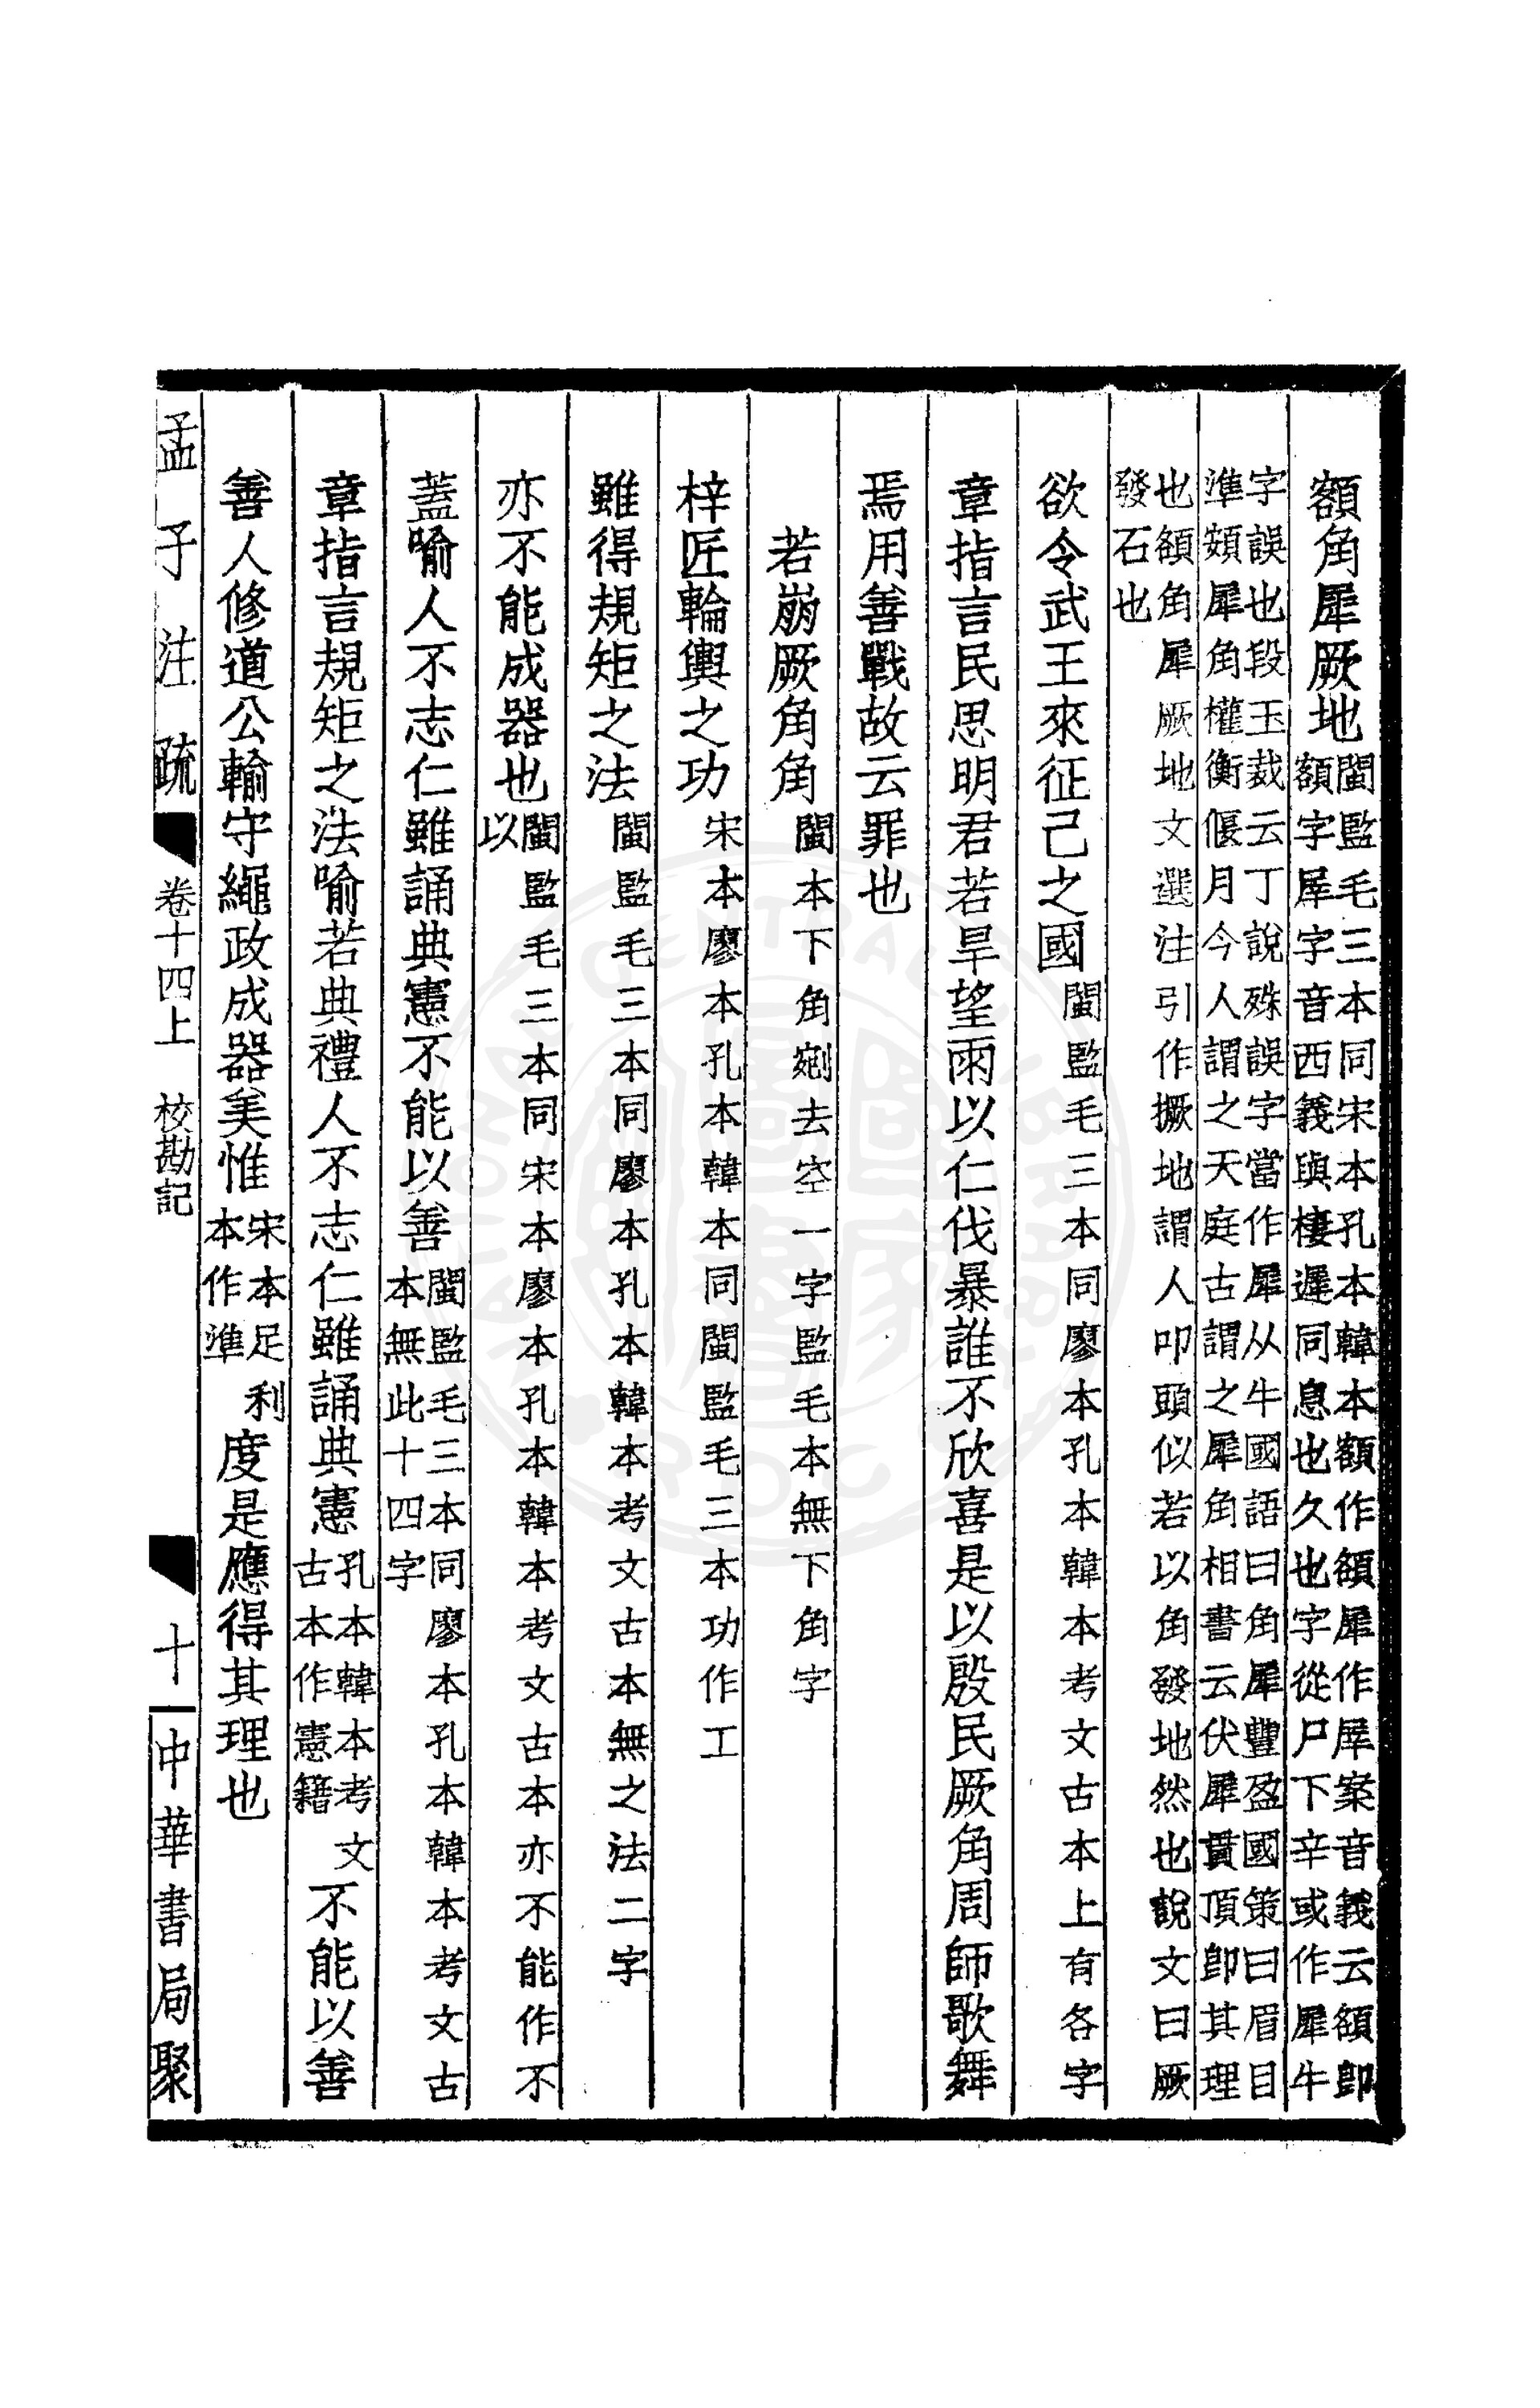 額角犀厥地閩監毛三本同宋本孔本韓本額作頟犀作屖案音義云頟卽
額字屖字音西義與棲遲同息也久也字從尸下辛或作犀牛
字誤也段玉裁云丁說殊誤字當作犀从牛國語曰角犀豐盈國策曰眉目
準頞犀角權衡偃月今人謂之天庭古謂之犀角相書云伏犀貫頂卽其理
也頟角犀厥地文選注引作撅地謂人叩頭似若以角發地然也說文曰厥
發石也
欲令武王來征己之國閩監毛三本同廖本孔本韓本考文古本上有各字
章指言民思明君若旱望雨以仁伐暴誰不欣喜是以殷民厥角周師歌舞
焉用善戰故云罪也
若崩厥角角閩本下角剜去空一字監毛本無下角字
梓匠輪輿之功宋本廖本孔本韓本同閩監毛三本功作工
雖得規矩之法閩監毛三本同廖本孔本韓本考文古本無之法二字
亦不能成器也閩監毛三本同宋本廖本孔本韓本考文古本亦不能作不
以
蓋喻人不志仁雖誦典憲不能以善閩監毛三本同廖本孔本韓本考文古
本無此十四字
章指言規矩之法喻若典禮人不志仁雖誦典憲孔本韓本考文
古本作憲籍
不能以善
善人修道公輸守繩政成器美惟宋本足利
本作準
度是應得其理也
孟子注疏 卷十四上 校勘記 十一中華書局聚
NATIONAL CENTRAL LIBRARY
國家圖書館
ROC